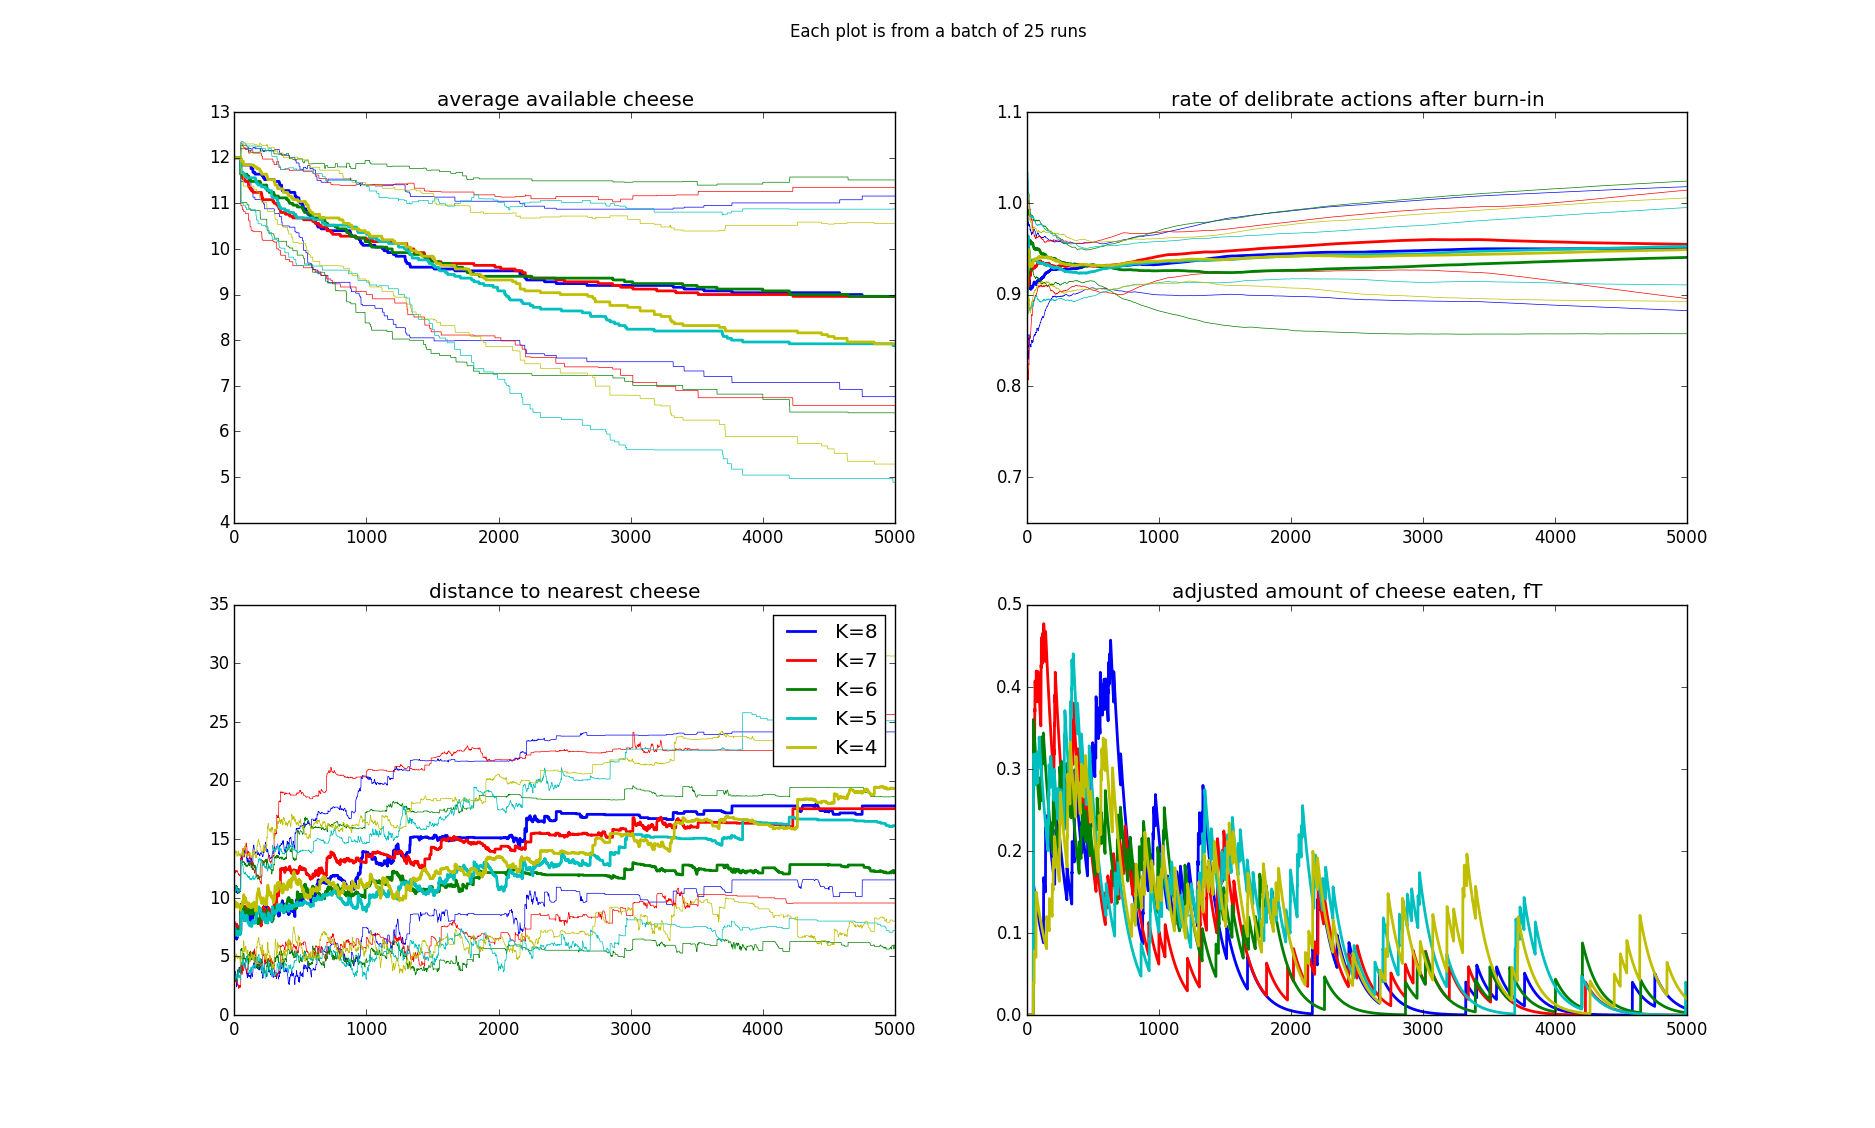 Each plot is from a batch of 25 runs
average available cheese
13
12
11
10
9
8
7
6
5
4
0 1000 2000 3000 4000 5000
rate of delibrate actions after burn-in
1.1
1.0
0.9
0.8
0.7
0 1000 2000 3000 4000 5000
distance to nearest cheese
35
30
25
20
15
10
5
0
0 1000 2000 3000 4000 5000
K=8
K=7
K=6
K=5
K=4
adjusted amount of cheese eaten, fT
0.5
0.4
0.3
0.2
0.1
0.0
0 1000 2000 3000 4000 5000